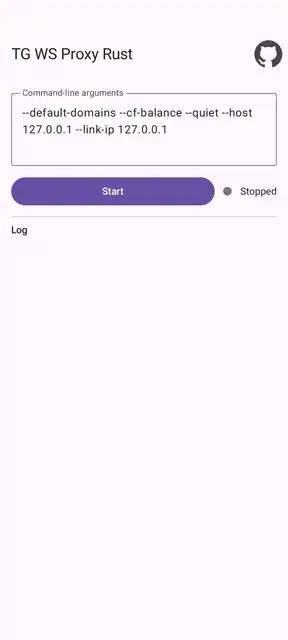 TG WS Proxy Rust
Command-line arguments
--default-domains --cf-balance --quiet --host
127.0.0.1 --link-ip 127.0.0.1
Start
Stopped
Log